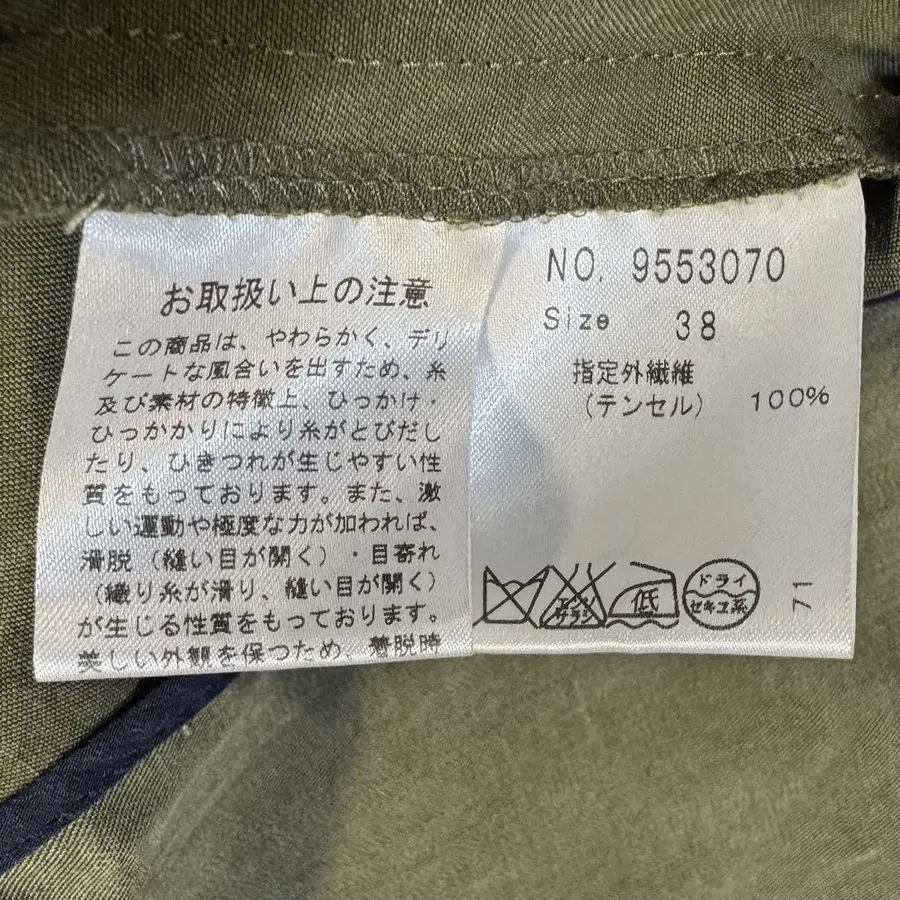 お取扱い上の注意
この商品は、やわらかく、デリ
ケートな風合いを出すため、糸
及び素材の特徴上、ひっかけ・
ひっかかりにより糸がとびだし
たり、ひきつれが生じやすい性
質をもっております。また、激
しい運動や極度な力が加われば、
滑脱（縫い目が開く）・目寄れ
（織り糸が滑り、縫い目が開く）
が生じる性質をもっております。
美しい外観を保つため、着脱時
NO. 9553070
Size 38
指定外繊維
（テンセル） 100%
エンソ
サラシ
低
ドライ
セキユ系
71